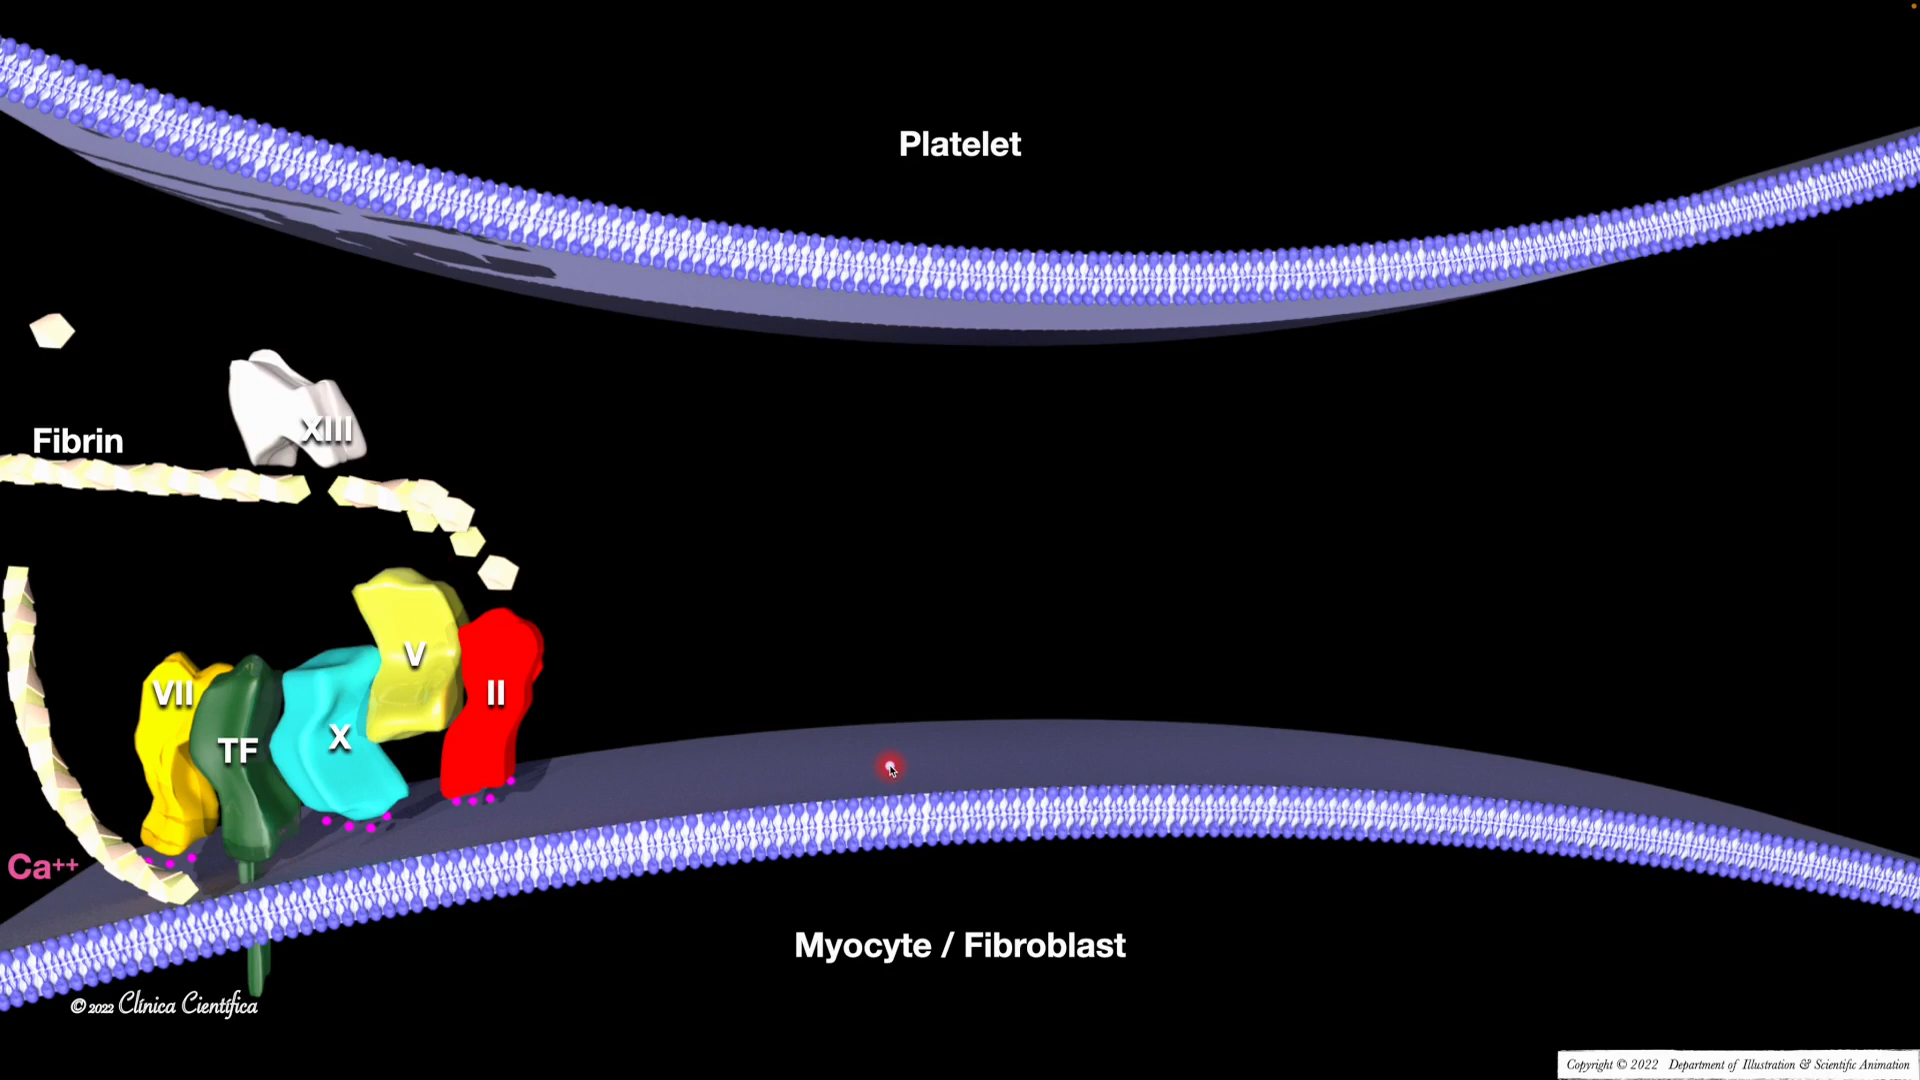 Platelet
XIII
Fibrin
V
VII
II
X
TF
Ca++
Myocyte / Fibroblast
© 2022 Clínica Científica
Copyright © 2022 Department of Illustration & Scientific Animation